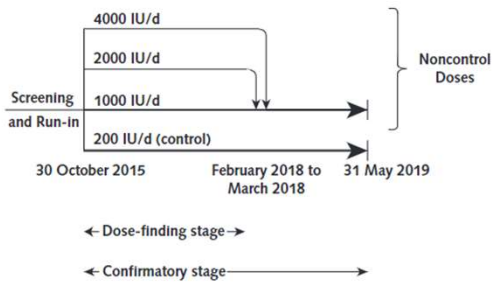 4000 IU/d
2000 IU/d
Noncontrol
Doses
Screening
and Run-in
1000 IU/d
200 IU/d (control)
30 October 2015
February 2018 to
March 2018
31 May 2019
Dose-finding stage
Confirmatory stage